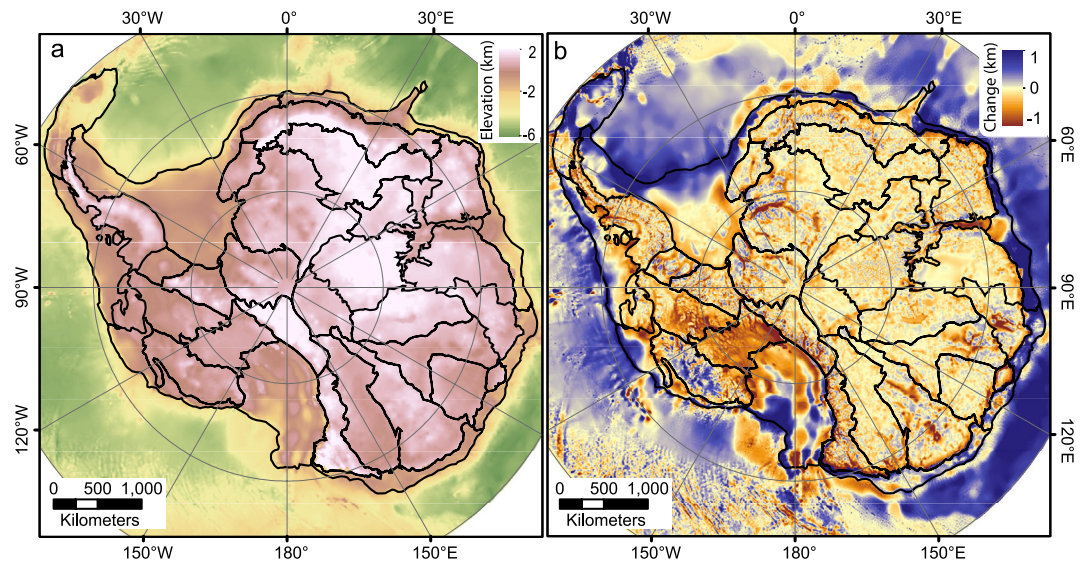 30°W 0° 30°E 30°W 0° 30°E
a
2
-2
-6
Elevation (km)
b
1
0
-1
Change (km)
60°W
90°W
120°W
60°E
90°E
120°E
0 500 1,000
Kilometers
0 500 1,000
Kilometers
150°W 180° 150°E 150°W 180° 150°E